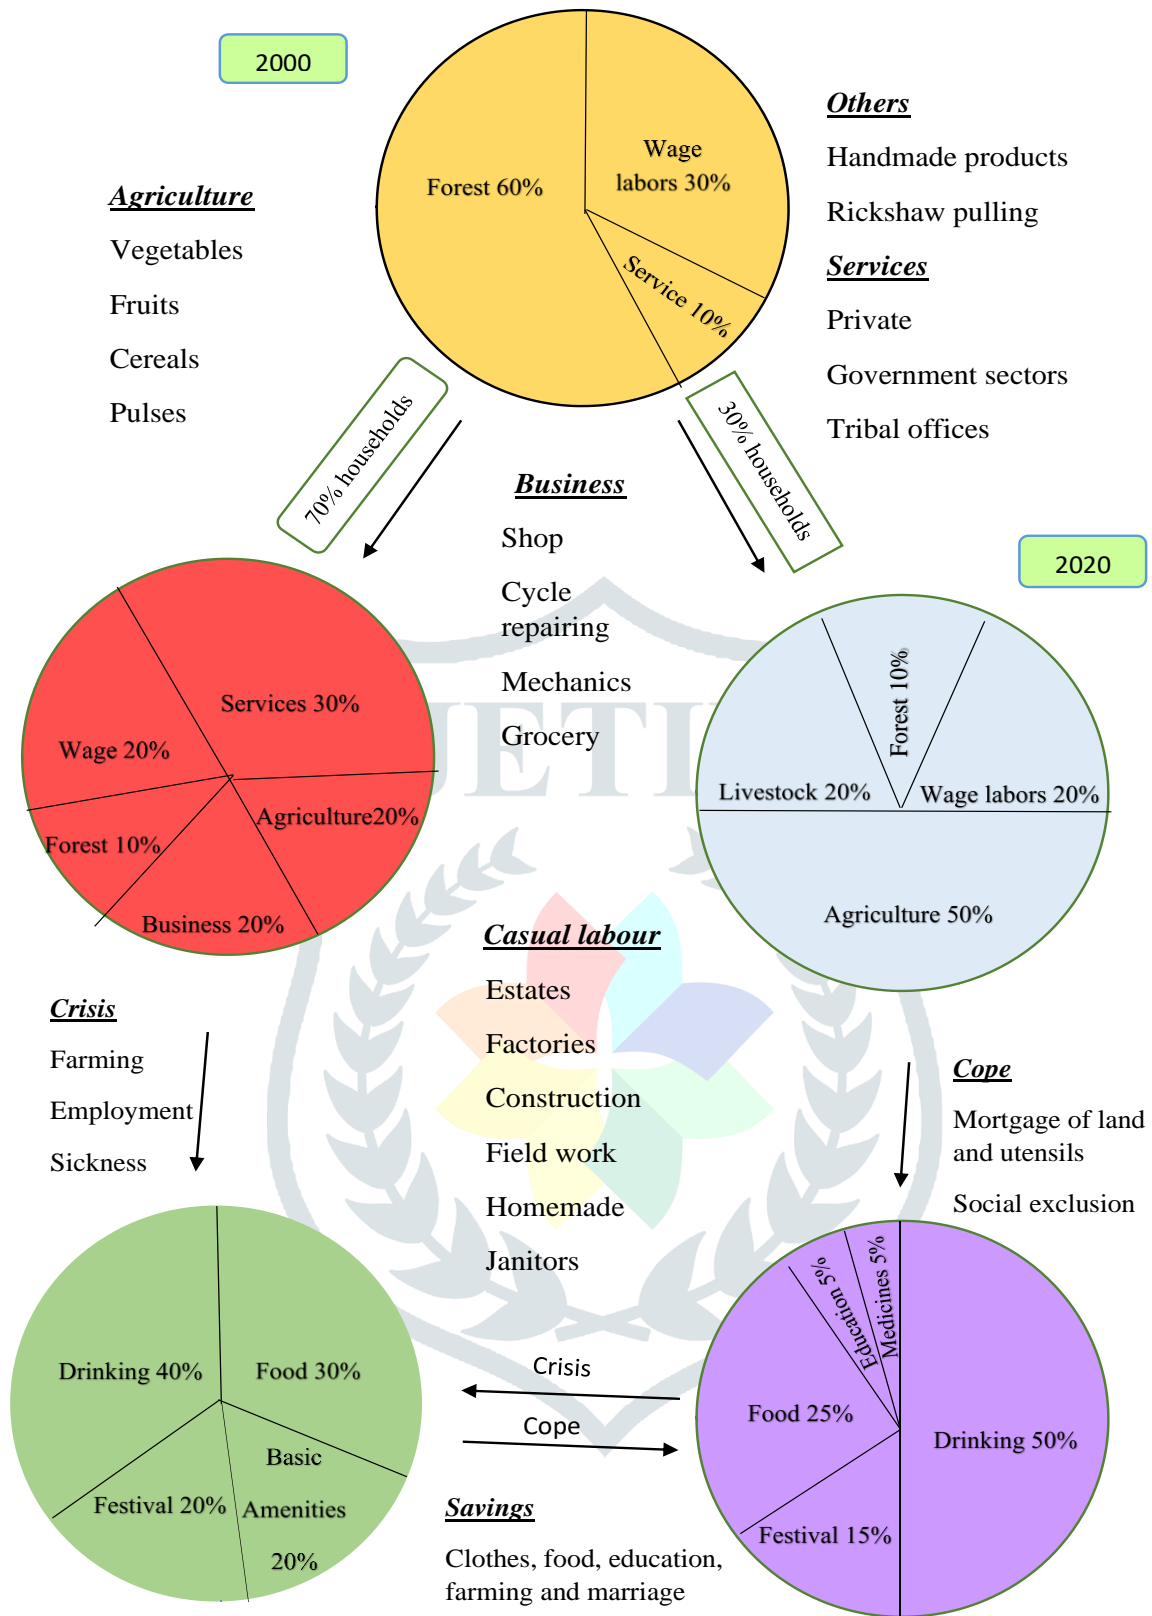 2000
Forest 60%
Wage
labors 30%
Service 10%
Others
Handmade products
Rickshaw pulling
Services
Private
Government sectors
Tribal offices
Agriculture
Vegetables
Fruits
Cereals
Pulses
70% households
30% households
Business
Shop
Cycle
repairing
Mechanics
Grocery
2020
Services 30%
Wage 20%
Agriculture20%
Forest 10%
Business 20%
Forest 10%
Livestock 20%
Wage labors 20%
Agriculture 50%
Casual labour
Estates
Factories
Construction
Field work
Homemade
Janitors
Crisis
Farming
Employment
Sickness
Cope
Mortgage of land
and utensils
Social exclusion
Drinking 40%
Food 30%
Basic
Amenities
20%
Festival 20%
Crisis
Cope
Medicines 5%
Education 5%
Food 25%
Drinking 50%
Festival 15%
Savings
Clothes, food, education,
farming and marriage